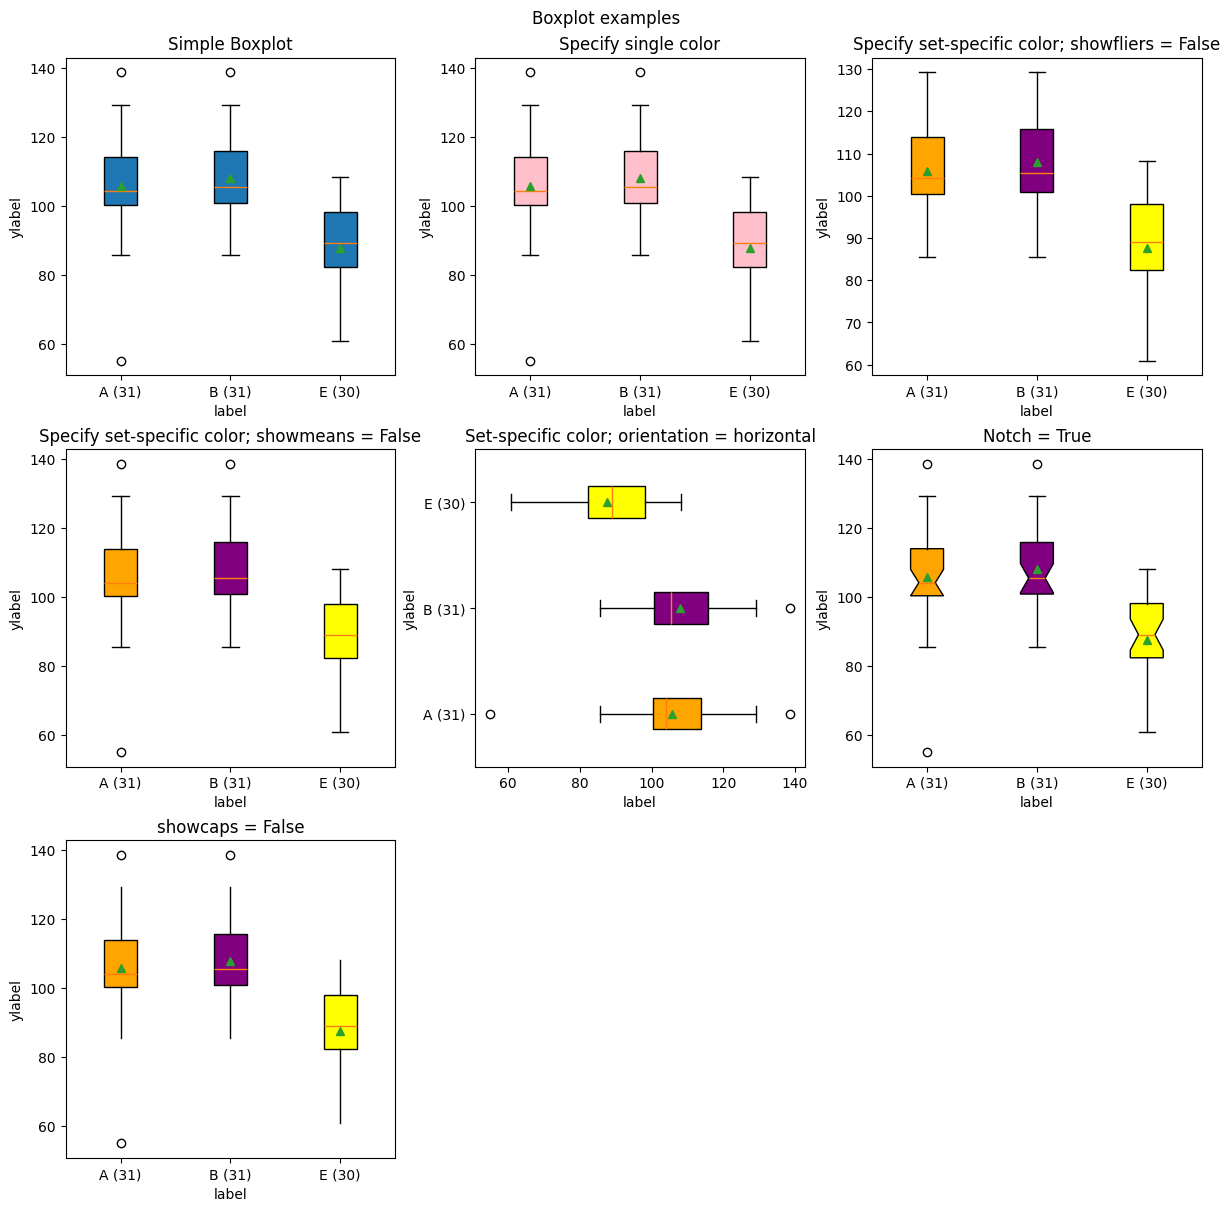 Boxplot examples
Simple Boxplot
140
120
100
80
60
ylabel
A (31)
B (31)
E (30)
label
Specify single color
140
120
100
80
60
ylabel
A (31)
B (31)
E (30)
label
Specify set-specific color; showfliers = False
130
120
110
100
90
80
70
60
ylabel
A (31)
B (31)
E (30)
label
Specify set-specific color; showmeans = False
140
120
100
80
60
ylabel
A (31)
B (31)
E (30)
label
Set-specific color; orientation = horizontal
E (30)
B (31)
A (31)
ylabel
60
80
100
120
140
label
Notch = True
140
120
100
80
60
ylabel
A (31)
B (31)
E (30)
label
showcaps = False
140
120
100
80
60
ylabel
A (31)
B (31)
E (30)
label